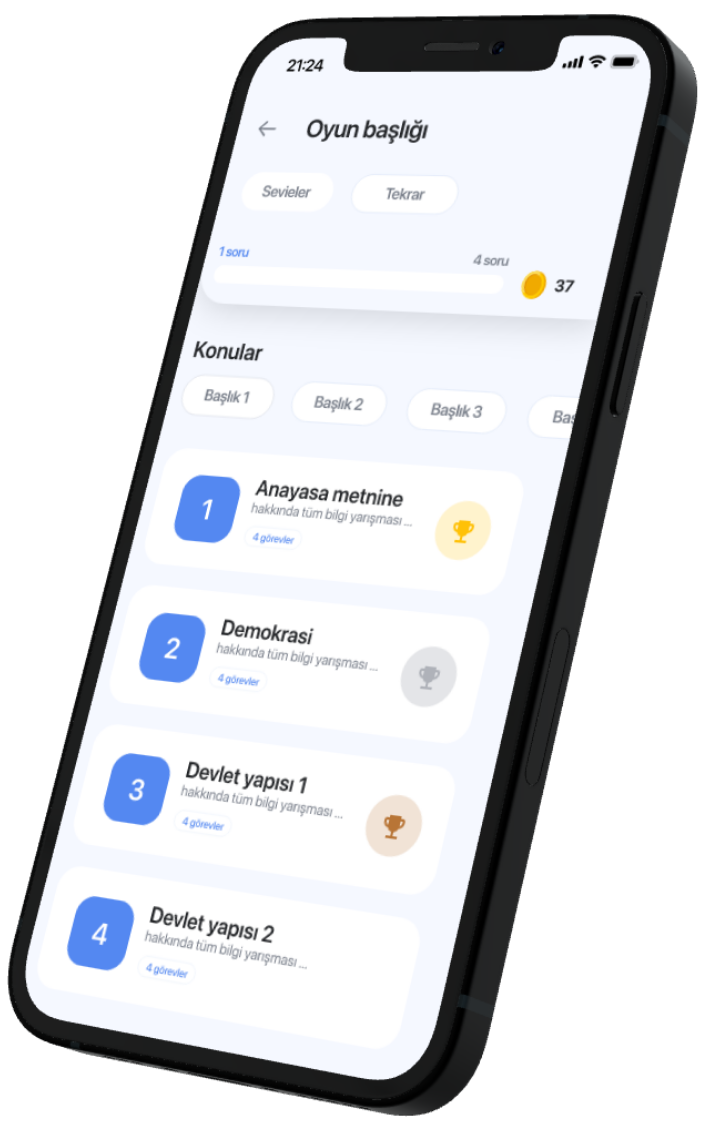 21:24
Oyun başlığı
Sevieler
Tekrar
1 soru
4 soru
37
Konular
Başlık 1
Başlık 2
Başlık 3
Baş
1
Anayasa metnine
hakkında tüm bilgi yarışması ...
4 görevler
2
Demokrasi
hakkında tüm bilgi yarışması ...
4 görevler
3
Devlet yapısı 1
hakkında tüm bilgi yarışması ...
4 görevler
4
Devlet yapısı 2
hakkında tüm bilgi yarışması ...
4 görevler